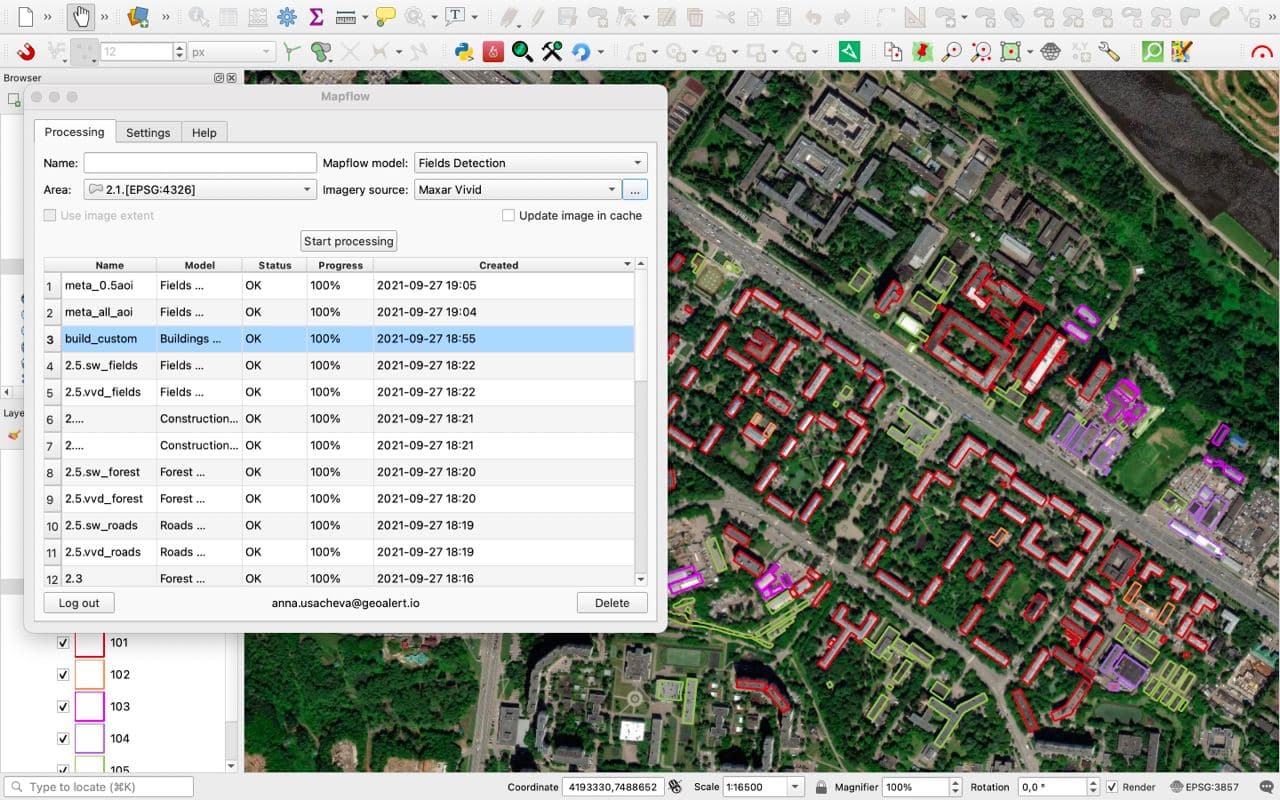 12 px
Browser
Mapflow
Processing Settings Help
Name: Mapflow model: Fields Detection
Area: 2.1.[EPSG:4326] Imagery source: Maxar Vivid ...
Use image extent Update image in cache
Start processing
Name Model Status Progress Created
1 meta_0.5aoi Fields ... OK 100% 2021-09-27 19:05
2 meta_all_aoi Fields ... OK 100% 2021-09-27 19:04
3 build_custom Buildings ... OK 100% 2021-09-27 18:55
4 2.5.sw_fields Fields ... OK 100% 2021-09-27 18:22
5 2.5.vvd_fields Fields ... OK 100% 2021-09-27 18:22
6 2.... Construction... OK 100% 2021-09-27 18:21
7 2.... Construction... OK 100% 2021-09-27 18:21
8 2.5.sw_forest Forest ... OK 100% 2021-09-27 18:20
9 2.5.vvd_forest Forest ... OK 100% 2021-09-27 18:20
10 2.5.sw_roads Roads ... OK 100% 2021-09-27 18:19
11 2.5.vvd_roads Roads ... OK 100% 2021-09-27 18:19
12 2.3 Forest ... OK 100% 2021-09-27 18:16
Laye
Log out anna.usacheva@geoalert.io Delete
101
102
103
104
105
Type to locate (⌘K) Coordinate 4193330,7488652 Scale 1:16500 Magnifier 100% Rotation 0,0 ° Render EPSG:3857